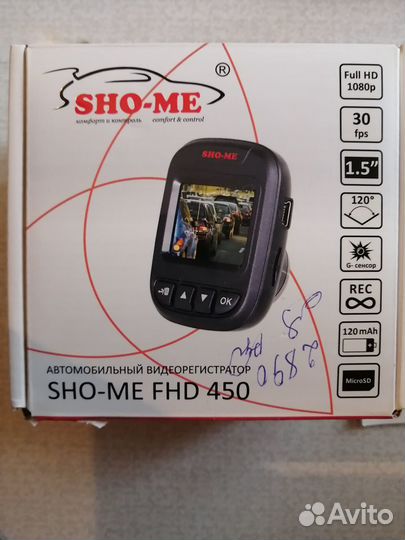 SHO-ME ®
комфорт и контроль comfort & control
Full HD
1080p
30
fps
1.5"
120°
G- сенсор
REC
120 mAh
MicroSD
SHO-ME
OK
2890
АВТОМОБИЛЬНЫЙ ВИДЕОРЕГИСТРАТОР
SHO-ME FHD 450
Avito